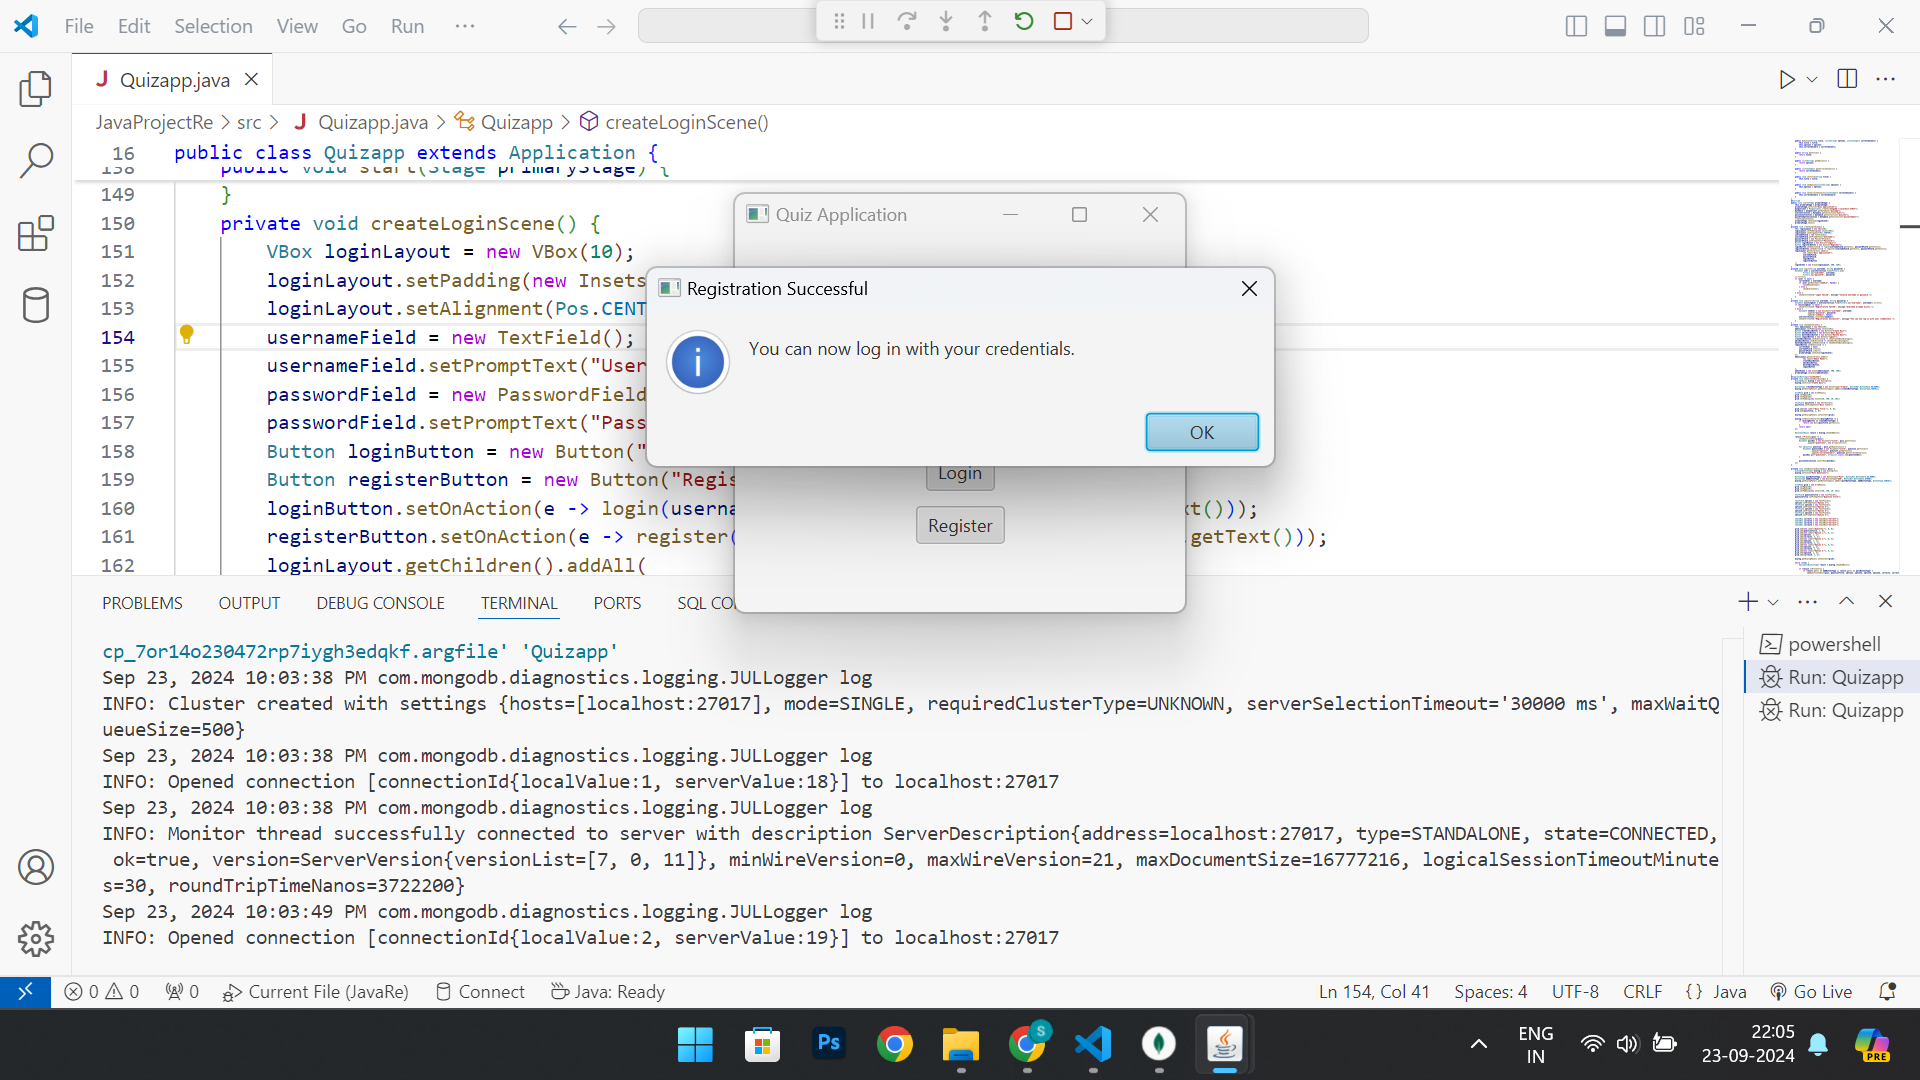 File Edit Selection View Go Run ···
Quizapp.java
JavaProjectRe > src > J Quizapp.java > Quizapp > createLoginScene()
16 public class Quizapp extends Application {
138 public void start(Stage primaryStage) {
149 }
150 private void createLoginScene() {
151 VBox loginLayout = new VBox(10);
152 loginLayout.setPadding(new Insets
153 loginLayout.setAlignment(Pos.CENT
154 usernameField = new TextField();
155 usernameField.setPromptText("User
156 passwordField = new PasswordField
157 passwordField.setPromptText("Pass
158 Button loginButton = new Button("
159 Button registerButton = new Button("Regis
160 loginButton.setOnAction(e -> login(userna xt()));
161 registerButton.setOnAction(e -> register( .getText()));
162 loginLayout.getChildren().addAll(
Quiz Application
Registration Successful
You can now log in with your credentials.
OK
Login
Register
PROBLEMS OUTPUT DEBUG CONSOLE TERMINAL PORTS SQL CO
cp_7or14o230472rp7iygh3edqkf.argfile' 'Quizapp'
Sep 23, 2024 10:03:38 PM com.mongodb.diagnostics.logging.JULLogger log
INFO: Cluster created with settings {hosts=[localhost:27017], mode=SINGLE, requiredClusterType=UNKNOWN, serverSelectionTimeout='30000 ms', maxWaitQ
ueueSize=500}
Sep 23, 2024 10:03:38 PM com.mongodb.diagnostics.logging.JULLogger log
INFO: Opened connection [connectionId{localValue:1, serverValue:18}] to localhost:27017
Sep 23, 2024 10:03:38 PM com.mongodb.diagnostics.logging.JULLogger log
INFO: Monitor thread successfully connected to server with description ServerDescription{address=localhost:27017, type=STANDALONE, state=CONNECTED,
ok=true, version=ServerVersion{versionList=[7, 0, 11]}, minWireVersion=0, maxWireVersion=21, maxDocumentSize=16777216, logicalSessionTimeoutMinute
s=30, roundTripTimeNanos=3722200}
Sep 23, 2024 10:03:49 PM com.mongodb.diagnostics.logging.JULLogger log
INFO: Opened connection [connectionId{localValue:2, serverValue:19}] to localhost:27017
powershell
Run: Quizapp
Run: Quizapp
0 0 0 Current File (JavaRe) Connect Java: Ready Ln 154, Col 41 Spaces: 4 UTF-8 CRLF {} Java Go Live
Ps
S
ENG
IN
22:05
23-09-2024
PRE